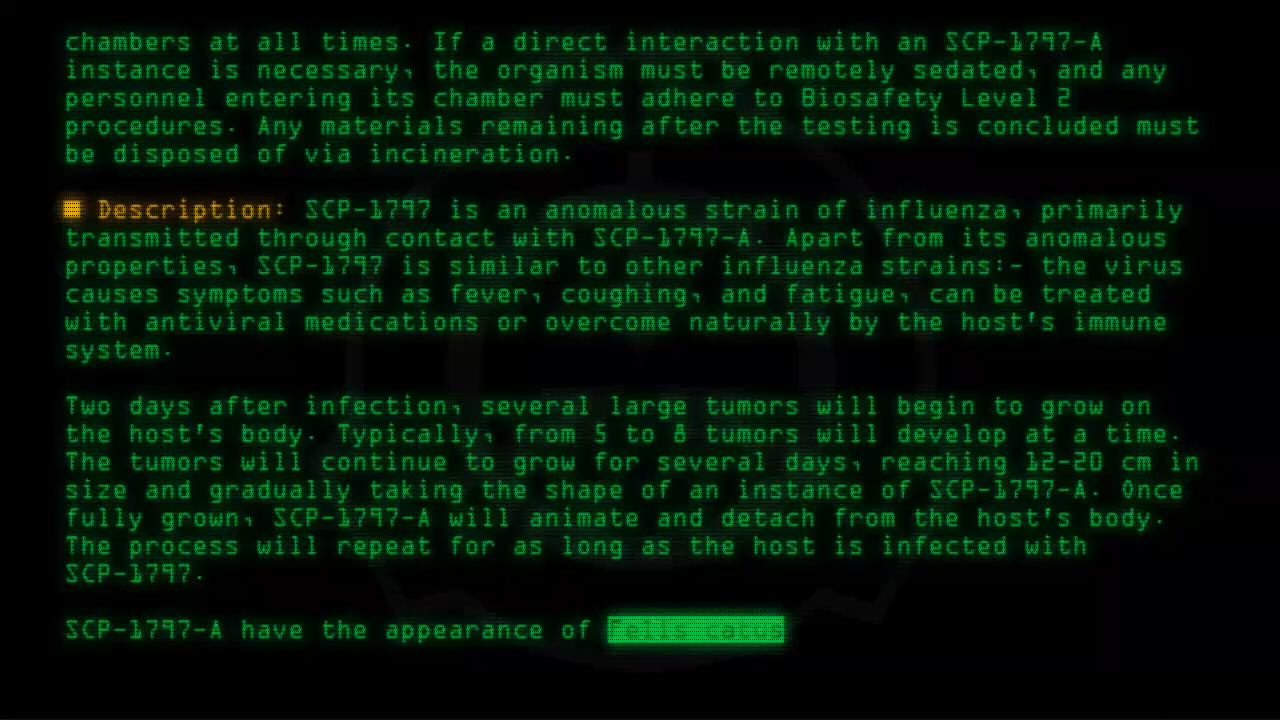 chambers at all times. If a direct interaction with an SCP-1797-A
instance is necessary, the organism must be remotely sedated, and any
personnel entering its chamber must adhere to Biosafety Level 2
procedures. Any materials remaining after the testing is concluded must
be disposed of via incineration.
Description: SCP-1797 is an anomalous strain of influenza, primarily
transmitted through contact with SCP-1797-A. Apart from its anomalous
properties, SCP-1797 is similar to other influenza strains:- the virus
causes symptoms such as fever, coughing, and fatigue, can be treated
with antiviral medications or overcome naturally by the host's immune
system.
Two days after infection, several large tumors will begin to grow on
the host's body. Typically, from 5 to 8 tumors will develop at a time.
The tumors will continue to grow for several days, reaching 12-20 cm in
size and gradually taking the shape of an instance of SCP-1797-A. Once
fully grown, SCP-1797-A will animate and detach from the host's body.
The process will repeat for as long as the host is infected with
SCP-1797.
SCP-1797-A have the appearance of Felis catus